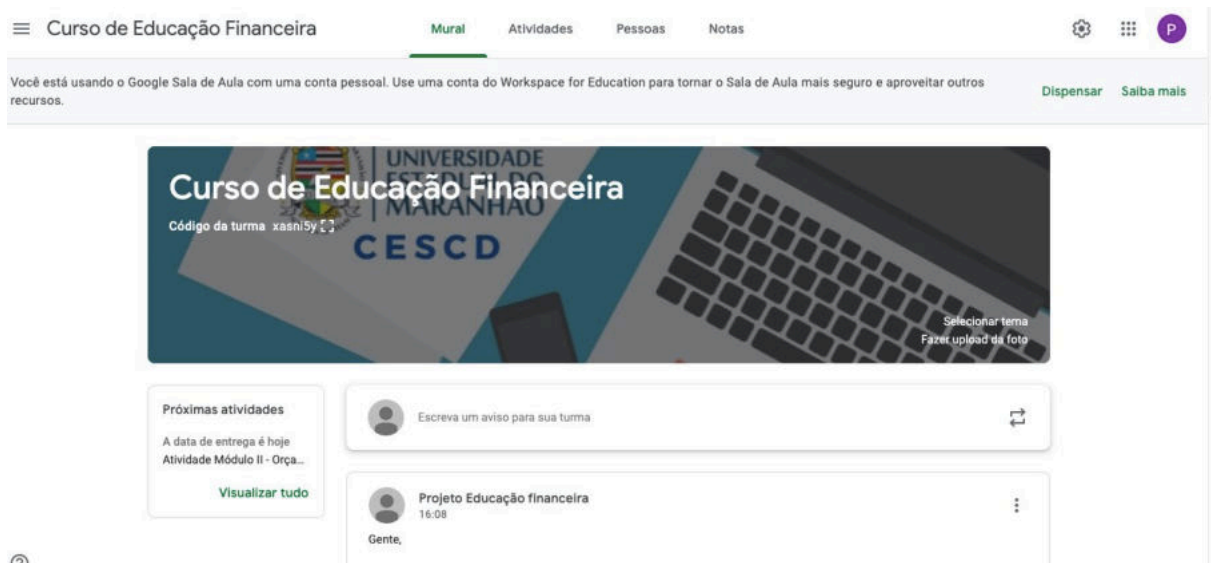 Curso de Educação Financeira
Mural Atividades Pessoas Notas
P
Você está usando o Google Sala de Aula com uma conta pessoal. Use uma conta do Workspace for Education para tornar o Sala de Aula mais seguro e aproveitar outros
recursos.
Dispensar Saiba mais
UNIVERSIDADE
ESTADUAL DO
MARANHÃO
CESCD
Curso de Educação Financeira
Código da turma xasni5y
Selecionar tema
Fazer upload da foto
Próximas atividades
A data de entrega é hoje
Atividade Módulo II - Orça...
Visualizar tudo
Escreva um aviso para sua turma
Projeto Educação financeira
16:08
Gente,